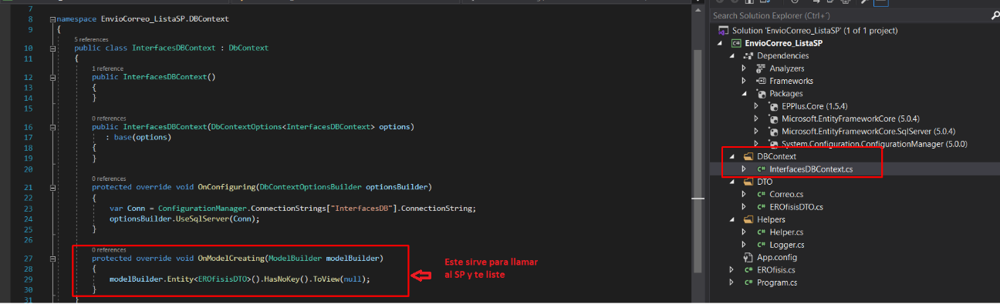 7
8 namespace EnvioCorreo_ListaSP.DBContext
9 {
5 references
10 public class InterfacesDBContext : DbContext
11 {
1 reference
12 public InterfacesDBContext()
13 {
14 }
15
0 references
16 public InterfacesDBContext(DbContextOptions<InterfacesDBContext> options)
17 : base(options)
18 {
19 }
20
0 references
21 protected override void OnConfiguring(DbContextOptionsBuilder optionsBuilder)
22 {
23 var Conn = ConfigurationManager.ConnectionStrings["InterfacesDB"].ConnectionString;
24 optionsBuilder.UseSqlServer(Conn);
25 }
26
0 references
27 protected override void OnModelCreating(ModelBuilder modelBuilder)
28 {
29 modelBuilder.Entity<EROfisisDTO>().HasNoKey().ToView(null);
30 }
31 }
Este sirve para llamar
al SP y te liste
Search Solution Explorer (Ctrl+´)
Solution 'EnvioCorreo_ListaSP' (1 of 1 project)
C# EnvioCorreo_ListaSP
Dependencies
Analyzers
Frameworks
Packages
EPPlus.Core (1.5.4)
Microsoft.EntityFrameworkCore (5.0.4)
Microsoft.EntityFrameworkCore.SqlServer (5.0.4)
System.Configuration.ConfigurationManager (5.0.0)
DBContext
C# InterfacesDBContext.cs
DTO
C# Correo.cs
C# EROfisisDTO.cs
Helpers
C# Helper.cs
C# Logger.cs
App.config
C# EROfisis.cs
C# Program.cs